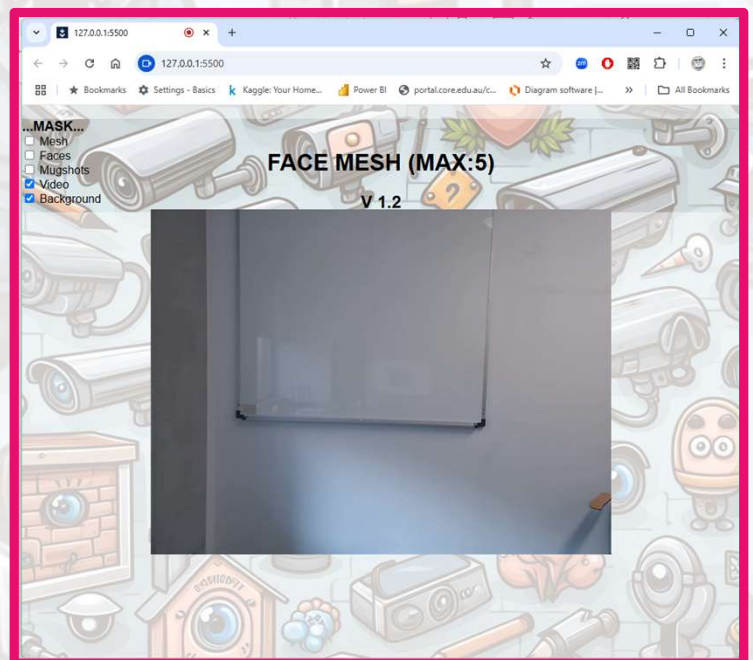 127.0.0.1:5500
127.0.0.1:5500
Bookmarks Settings - Basics Kaggle: Your Home... Power BI portal.core.edu.au/c... Diagram software |... » All Bookmarks
...MASK...
Mesh
Faces
Mugshots
Video
Background
FACE MESH (MAX:5)
V 1.2